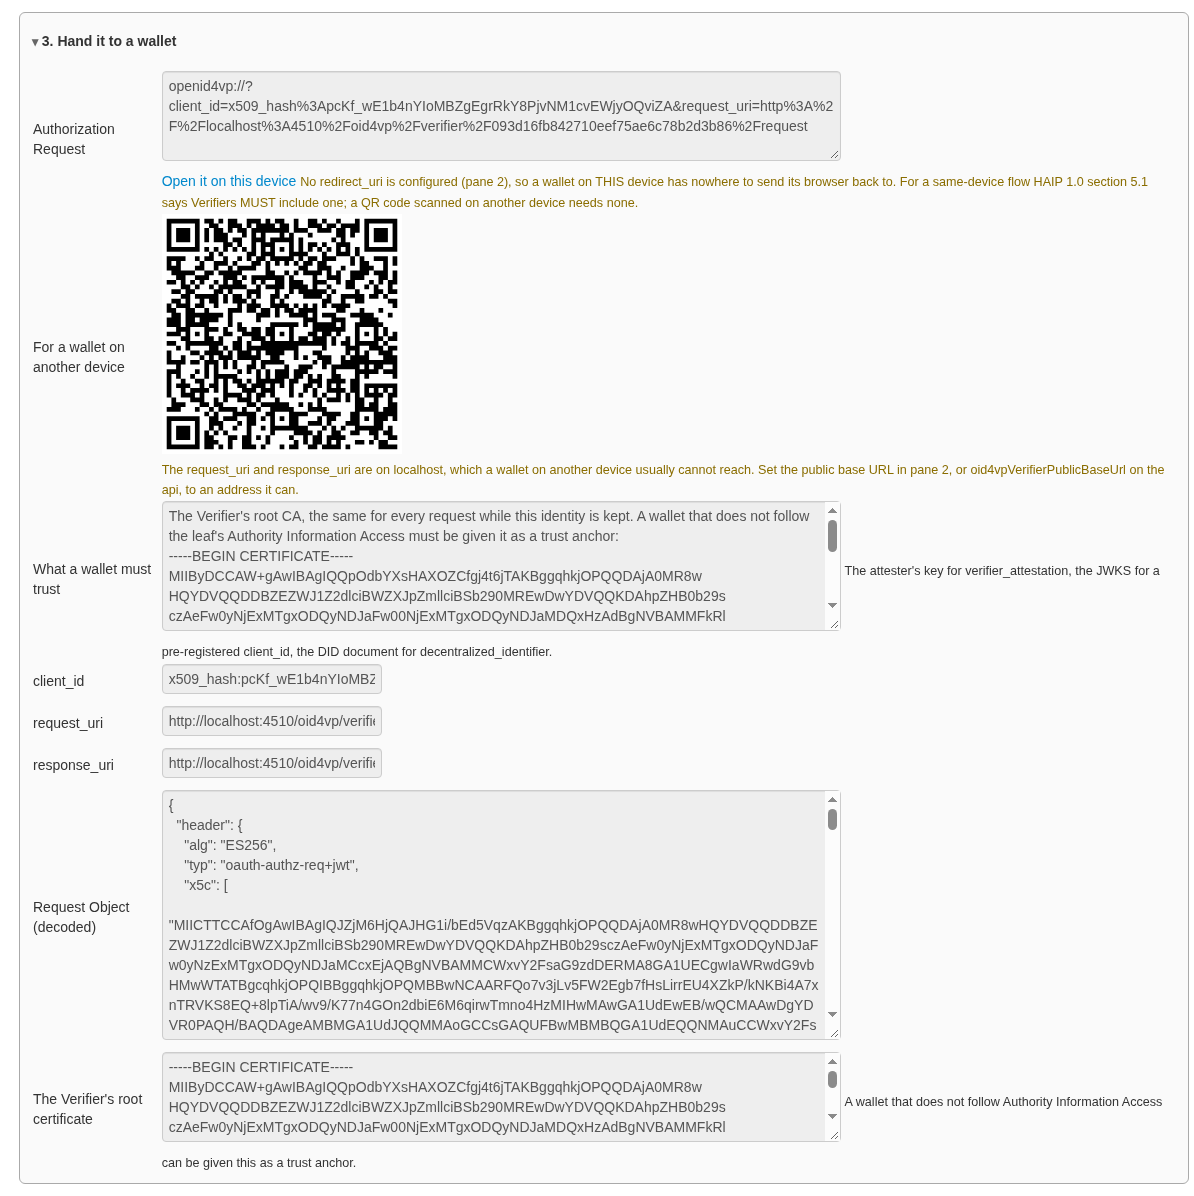 ▾ 3. Hand it to a wallet
Authorization
Request
openid4vp://?
client_id=x509_hash%3ApcKf_wE1b4nYIoMBZgEgrRkY8PjvNM1cvEWjyOQviZA&request_uri=http%3A%2
F%2Flocalhost%3A4510%2Foid4vp%2Fverifier%2F093d16fb842710eef75ae6c78b2d3b86%2Frequest
Open it on this device No redirect_uri is configured (pane 2), so a wallet on THIS device has nowhere to send its browser back to. For a same-device flow HAIP 1.0 section 5.1
says Verifiers MUST include one; a QR code scanned on another device needs none.
For a wallet on
another device
The request_uri and response_uri are on localhost, which a wallet on another device usually cannot reach. Set the public base URL in pane 2, or oid4vpVerifierPublicBaseUrl on the
api, to an address it can.
What a wallet must
trust
The Verifier's root CA, the same for every request while this identity is kept. A wallet that does not follow
the leaf's Authority Information Access must be given it as a trust anchor:
-----BEGIN CERTIFICATE-----
MIIByDCCAW+gAwIBAgIQQpOdbYXsHAXOZCfgj4t6jTAKBggqhkjOPQQDAjA0MR8w
HQYDVQQDDBZEZWJ1Z2dlciBWZXJpZmllciBSb290MREwDwYDVQQKDAhpZHB0b29s
czAeFw0yNjExMTgxODQyNDJaFw00NjExMTgxODQyNDJaMDQxHzAdBgNVBAMMFkRl
The attester's key for verifier_attestation, the JWKS for a
pre-registered client_id, the DID document for decentralized_identifier.
client_id
x509_hash:pcKf_wE1b4nYIoMBZ
request_uri
http://localhost:4510/oid4vp/verifie
response_uri
http://localhost:4510/oid4vp/verifie
Request Object
(decoded)
{
"header": {
"alg": "ES256",
"typ": "oauth-authz-req+jwt",
"x5c": [
"MIICTTCCAfOgAwIBAgIQJZjM6HjQAJHG1i/bEd5VqzAKBggqhkjOPQQDAjA0MR8wHQYDVQQDDBZE
ZWJ1Z2dlciBWZXJpZmllciBSb290MREwDwYDVQQKDAhpZHB0b29sczAeFw0yNjExMTgxODQyNDJaF
w0yNzExMTgxODQyNDJaMCcxEjAQBgNVBAMMCWxvY2FsaG9zdDERMA8GA1UECgwIaWRwdG9vb
HMwWTATBgcqhkjOPQIBBggqhkjOPQMBBwNCAARFQo7v3jLv5FW2Egb7fHsLirrEU4XZkP/kNKBi4A7x
nTRVKS8EQ+8lpTiA/wv9/K77n4GOn2dbiE6M6qirwTmno4HzMIHwMAwGA1UdEwEB/wQCMAAwDgYD
VR0PAQH/BAQDAgeAMBMGA1UdJQQMMAoGCCsGAQUFBwMBMBQGA1UdEQQNMAuCCWxvY2Fs
The Verifier's root
certificate
-----BEGIN CERTIFICATE-----
MIIByDCCAW+gAwIBAgIQQpOdbYXsHAXOZCfgj4t6jTAKBggqhkjOPQQDAjA0MR8w
HQYDVQQDDBZEZWJ1Z2dlciBWZXJpZmllciBSb290MREwDwYDVQQKDAhpZHB0b29s
czAeFw0yNjExMTgxODQyNDJaFw00NjExMTgxODQyNDJaMDQxHzAdBgNVBAMMFkRl
A wallet that does not follow Authority Information Access
can be given this as a trust anchor.